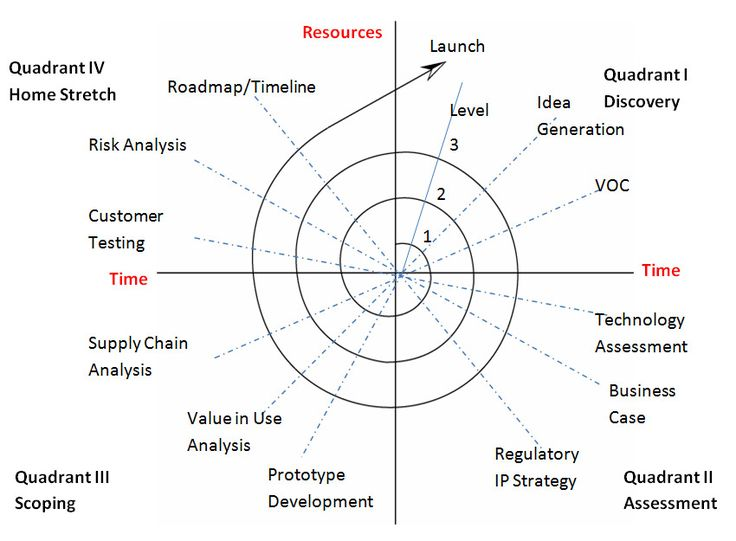 Resources
Launch
Quadrant IV
Home Stretch
Quadrant I
Discovery
Roadmap/Timeline
Level
Idea
Generation
Risk Analysis
3
VOC
2
Customer
Testing
1
Time
Time
Technology
Assessment
Supply Chain
Analysis
Business
Case
Value in Use
Analysis
Regulatory
IP Strategy
Prototype
Development
Quadrant III
Scoping
Quadrant II
Assessment